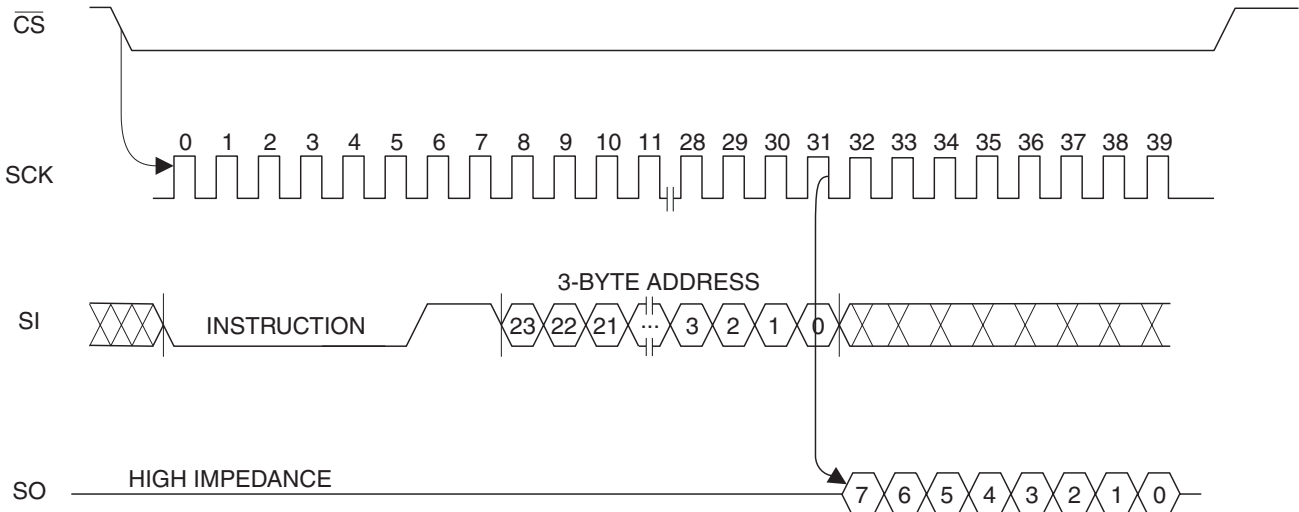 CS
0 1 2 3 4 5 6 7 8 9 10 11 28 29 30 31 32 33 34 35 36 37 38 39
SCK
3-BYTE ADDRESS
SI INSTRUCTION 23 22 21 ... 3 2 1 0
HIGH IMPEDANCE
SO 7 6 5 4 3 2 1 0